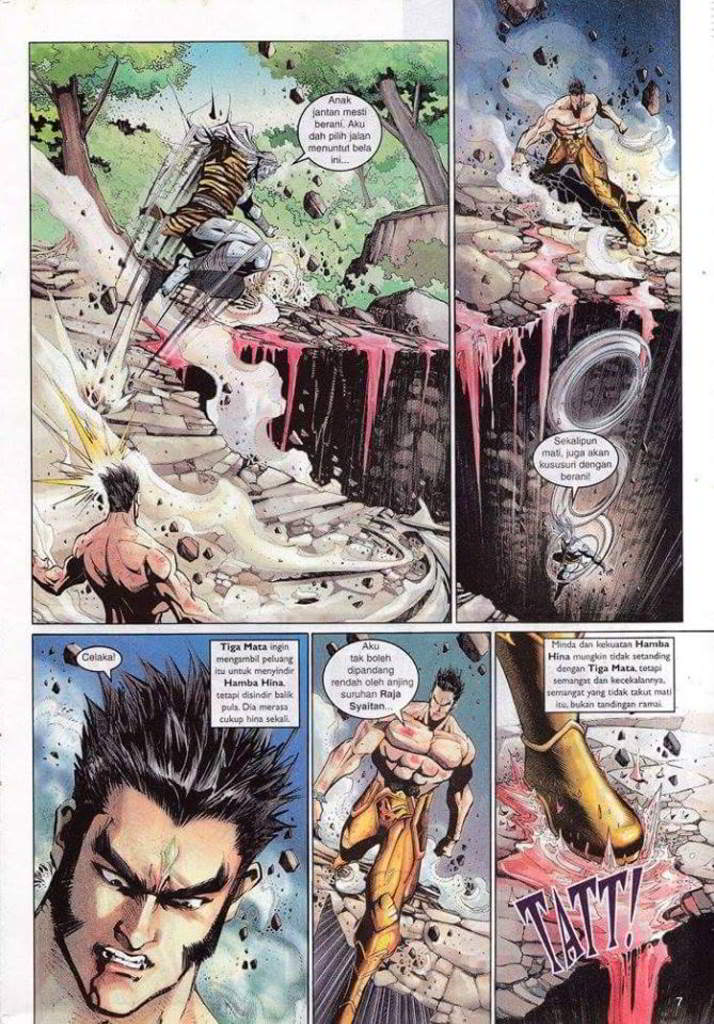 Anak
jantan mesti
berani. Aku
dah pilih jalan
menuntut bela
ini...
Sekalipun
mati, juga akan
kususuri dengan
berani!
Celaka!
Tiga Mata ingin
mengambil peluang
itu untuk menyindir
Hamba Hina,
tetapi disindir balik
pula. Dia merasa
cukup hina sekali.
Aku
tak boleh
dipandang
rendah oleh anjing
suruhan Raja
Syaitan...
Minda dan kekuatan Hamba
Hina mungkin tidak setanding
dengan Tiga Mata, tetapi
semangat dan kecekalannya,
semangat yang tidak takut mati
itu, bukan tandingan ramai.
TATT!
7